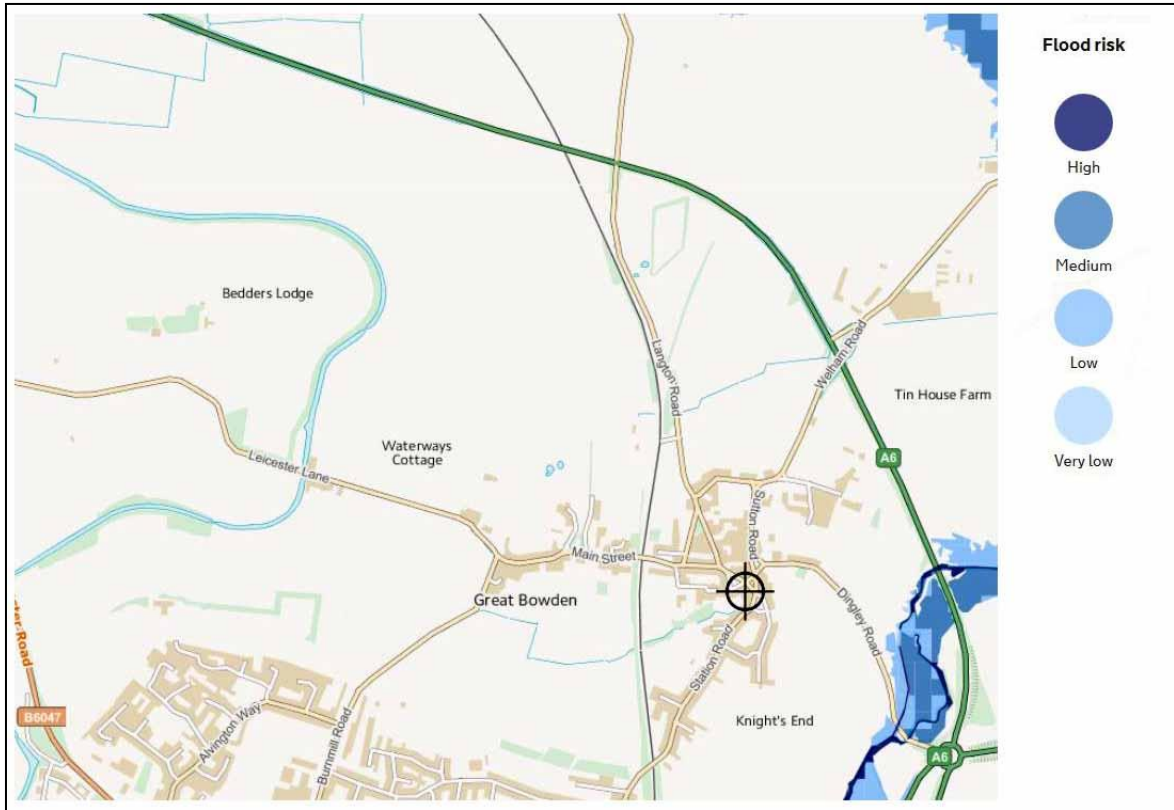 Flood risk
High
Medium
Low
Very low
Bedders Lodge
Langton Road
Welham Road
Tin House Farm
A6
Waterways
Cottage
Leicester Lane
Sutton Road
Main Street
Great Bowden
Dingley Road
Station Road
ter Road
Knight's End
B6047
Alvington Way
Burnmill Road
A6